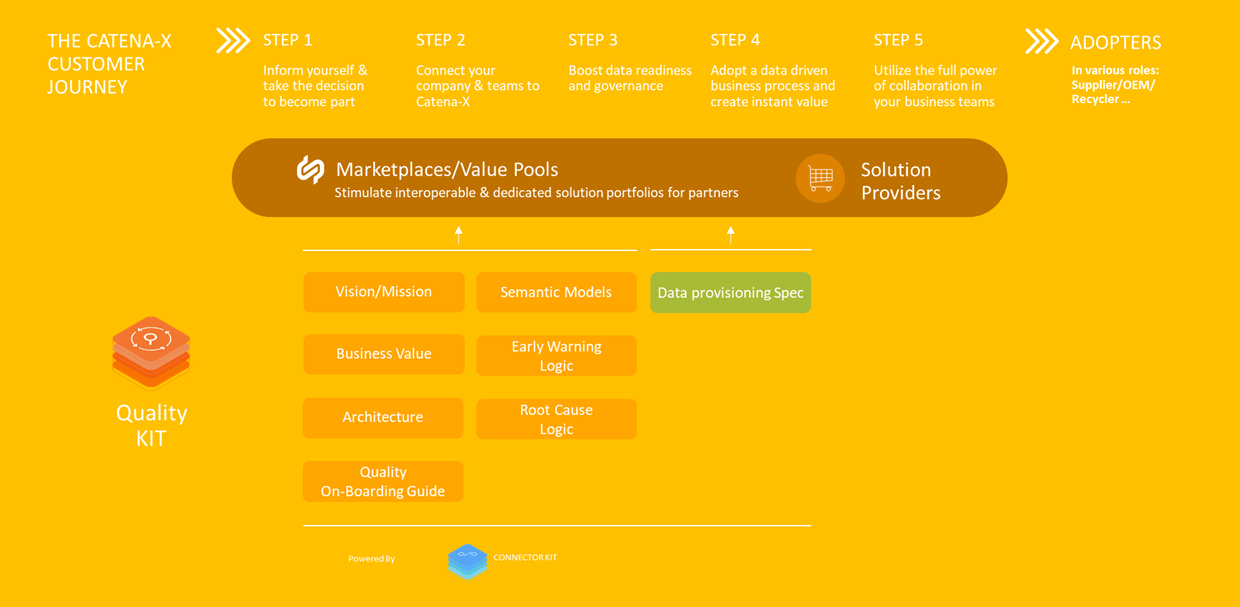 THE CATENA-X
CUSTOMER
JOURNEY
STEP 1
Inform yourself &
take the decision
to become part
STEP 2
Connect your
company & teams to
Catena-X
STEP 3
Boost data readiness
and governance
STEP 4
Adopt a data driven
business process and
create instant value
STEP 5
Utilize the full power
of collaboration in
your business teams
ADOPTERS
In various roles:
Supplier/OEM/
Recycler ...
Marketplaces/Value Pools
Stimulate interoperable & dedicated solution portfolios for partners
Solution
Providers
Vision/Mission
Semantic Models
Data provisioning Spec
Business Value
Early Warning
Logic
Architecture
Root Cause
Logic
Quality
On-Boarding Guide
Quality
KIT
Powered By
CONNECTOR KIT